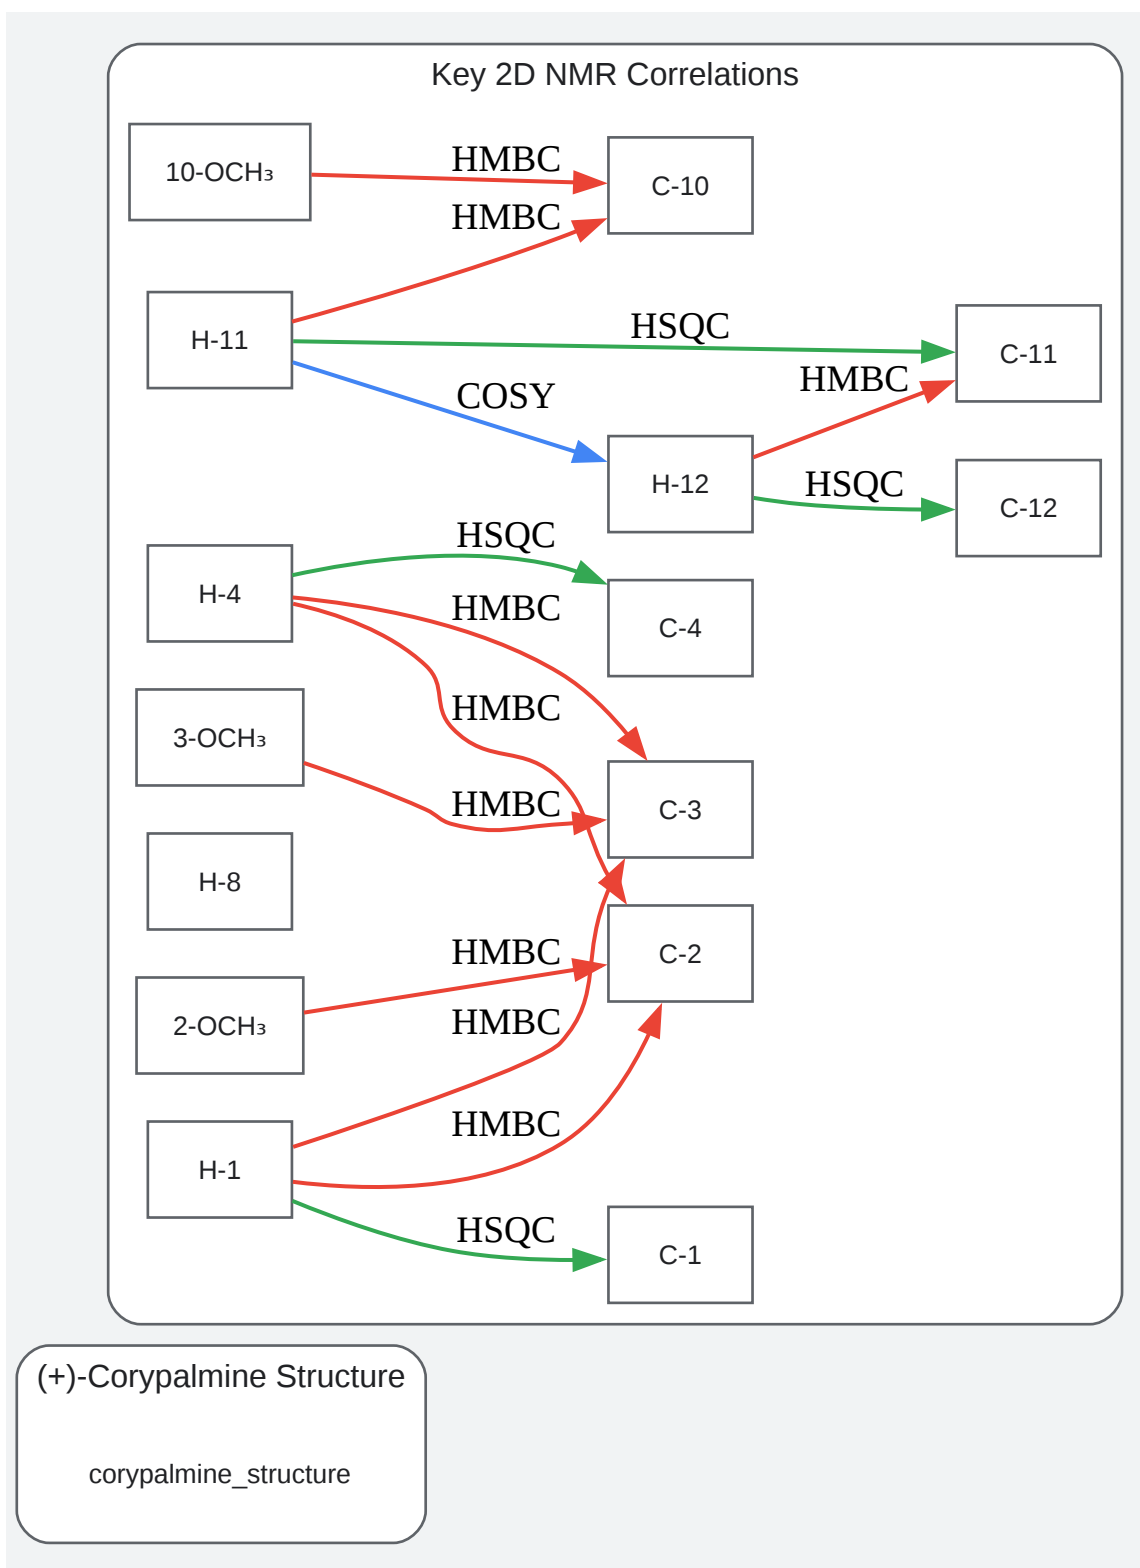 Key 2D NMR Correlations
10-OCH₃
HMBC
C-10
HMBC
H-11
HSQC
C-11
HMBC
COSY
H-12
HSQC
C-12
HSQC
H-4
HMBC
C-4
HMBC
3-OCH₃
HMBC
C-3
H-8
HMBC
C-2
HMBC
2-OCH₃
HMBC
H-1
HSQC
C-1
(+)-Corypalmine Structure
corypalmine_structure